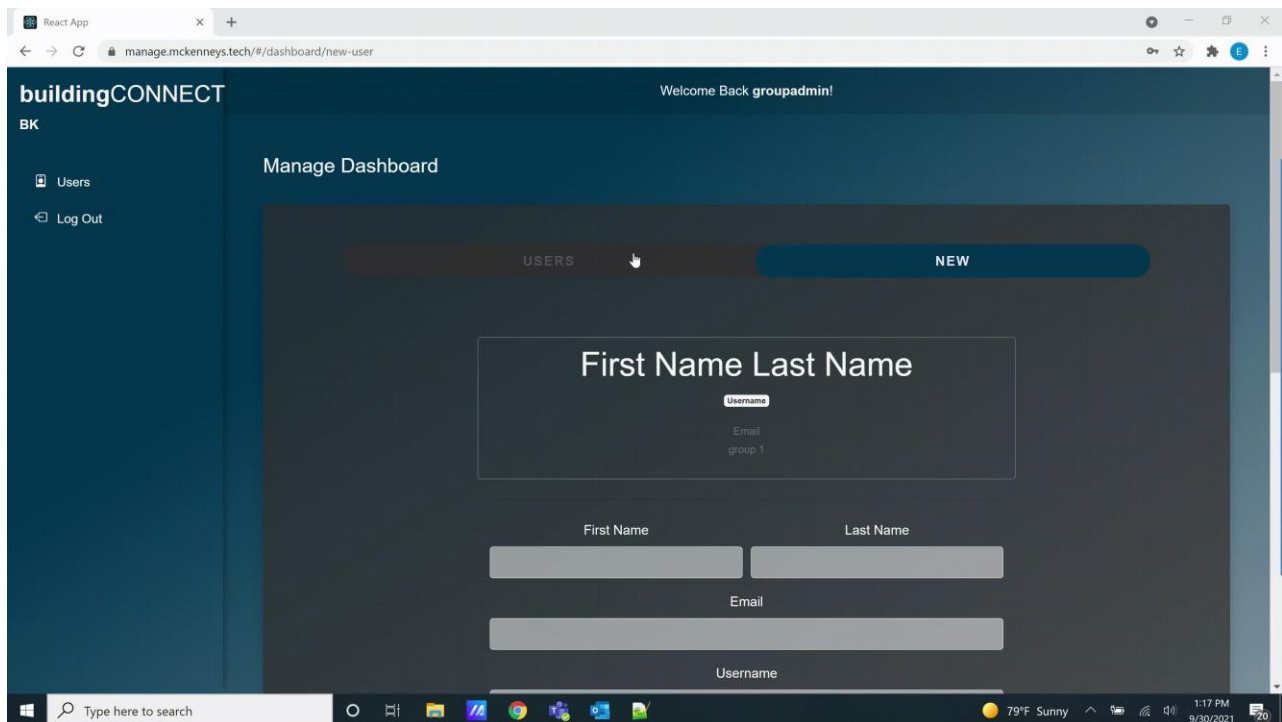 React App
manage.mckenneys.tech/#/dashboard/new-user
E
buildingCONNECT
Welcome Back groupadmin!
BK
Manage Dashboard
Users
Log Out
USERS
NEW
First Name Last Name
Username
Email
group 1
First Name
Last Name
Email
Username
Type here to search
79°F Sunny
1:17 PM
9/30/2021
20